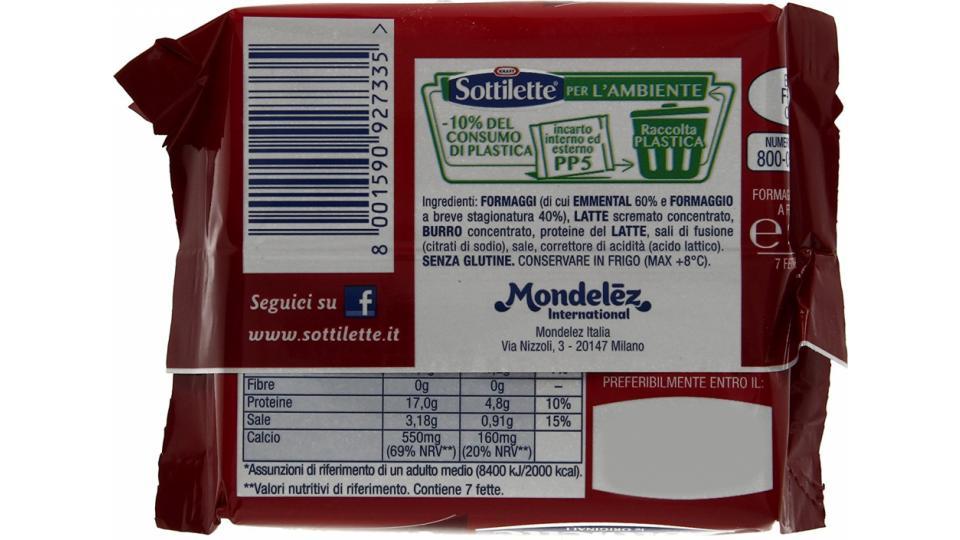 8 001590 927335 >
KRAFT
Sottilette®
PER L'AMBIENTE
-10% DEL
CONSUMO
DI PLASTICA
incarto
interno ed
esterno
PP5
Raccolta
PLASTICA
Ingredienti: FORMAGGI (di cui EMMENTAL 60% e FORMAGGIO
a breve stagionatura 40%), LATTE scremato concentrato,
BURRO concentrato, proteine del LATTE, sali di fusione
(citrati di sodio), sale, correttore di acidità (acido lattico).
SENZA GLUTINE. CONSERVARE IN FRIGO (MAX +8°C).
Mondelēz
International
Mondelez Italia
Via Nizzoli, 3 - 20147 Milano
Seguici su f
www.sottilette.it
800-
e
7
PREFERIBILMENTE ENTRO IL:
Fibre 0g 0g –
Proteine 17,0g 4,8g 10%
Sale 3,18g 0,91g 15%
Calcio 550mg 160mg
(69% NRV**) (20% NRV**)
*Assunzioni di riferimento di un adulto medio (8400 kJ/2000 kcal).
**Valori nutritivi di riferimento. Contiene 7 fette.